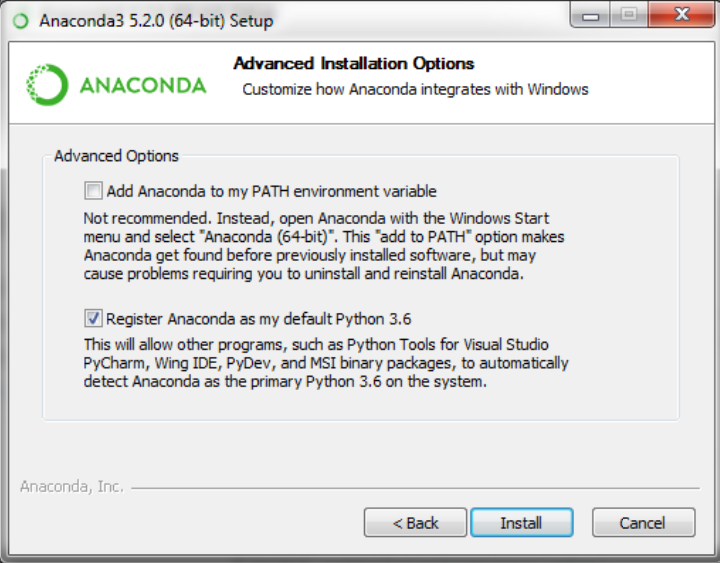 Anaconda3 5.2.0 (64-bit) Setup
ANACONDA
Advanced Installation Options
Customize how Anaconda integrates with Windows
Advanced Options
Add Anaconda to my PATH environment variable
Not recommended. Instead, open Anaconda with the Windows Start
menu and select "Anaconda (64-bit)". This "add to PATH" option makes
Anaconda get found before previously installed software, but may
cause problems requiring you to uninstall and reinstall Anaconda.
Register Anaconda as my default Python 3.6
This will allow other programs, such as Python Tools for Visual Studio
PyCharm, Wing IDE, PyDev, and MSI binary packages, to automatically
detect Anaconda as the primary Python 3.6 on the system.
Anaconda, Inc.
< Back
Install
Cancel